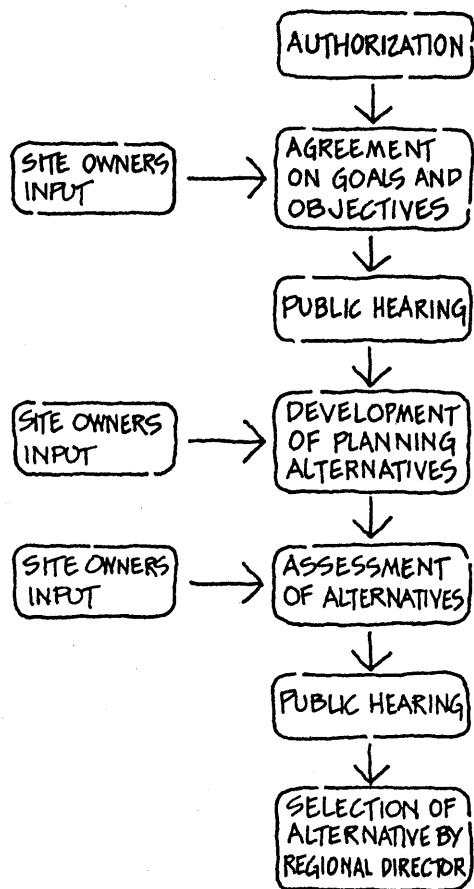 AUTHORIZATION
SITE OWNERS
INPUT
AGREEMENT
ON GOALS AND
OBJECTIVES
PUBLIC HEARING
SITE OWNERS
INPUT
DEVELOPMENT
OF PLANNING
ALTERNATIVES
SITE OWNERS
INPUT
ASSESSMENT
OF ALTERNATIVES
PUBLIC HEARING
SELECTION OF
ALTERNATIVE BY
REGIONAL DIRECTOR